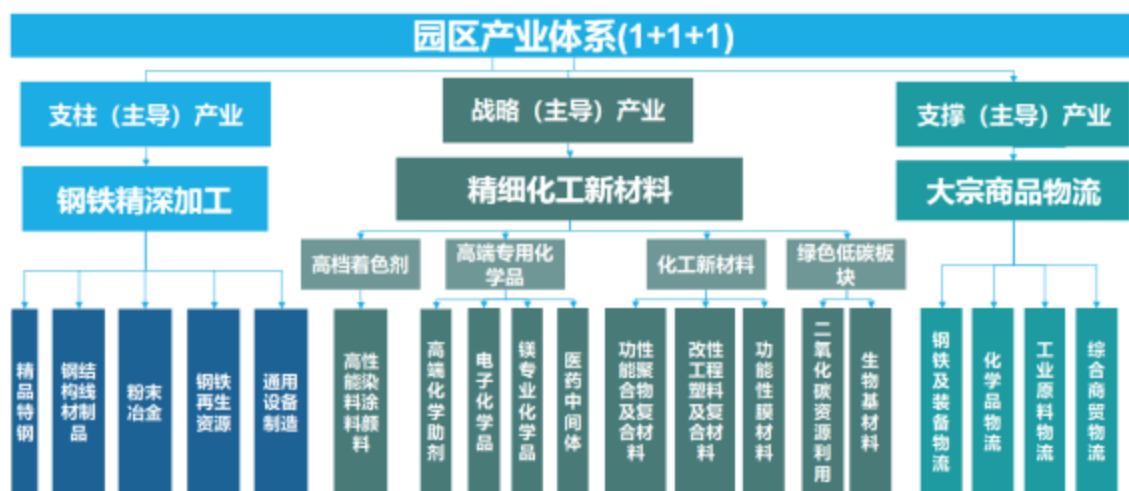 园区产业体系(1+1+1)
支柱（主导）产业
战略（主导）产业
支撑（主导）产业
钢铁精深加工
精细化工新材料
大宗商品物流
高档着色剂
高端专用化
学品
化工新材料
绿色低碳板
块
精品特钢
钢结构线材制品
粉末
冶金
钢铁
再生
资源
通用
设备
制造
高性能染料涂料颜料
高端化学助剂
电子化学品
镁专业化学品
医药中间体
功性能聚合物及复合材料
改性工程塑料及复合材料
功能性膜材料
二氧化碳资源利用
生物基材料
钢铁及装备物流
化学品物流
工业原料物流
综合商贸物流